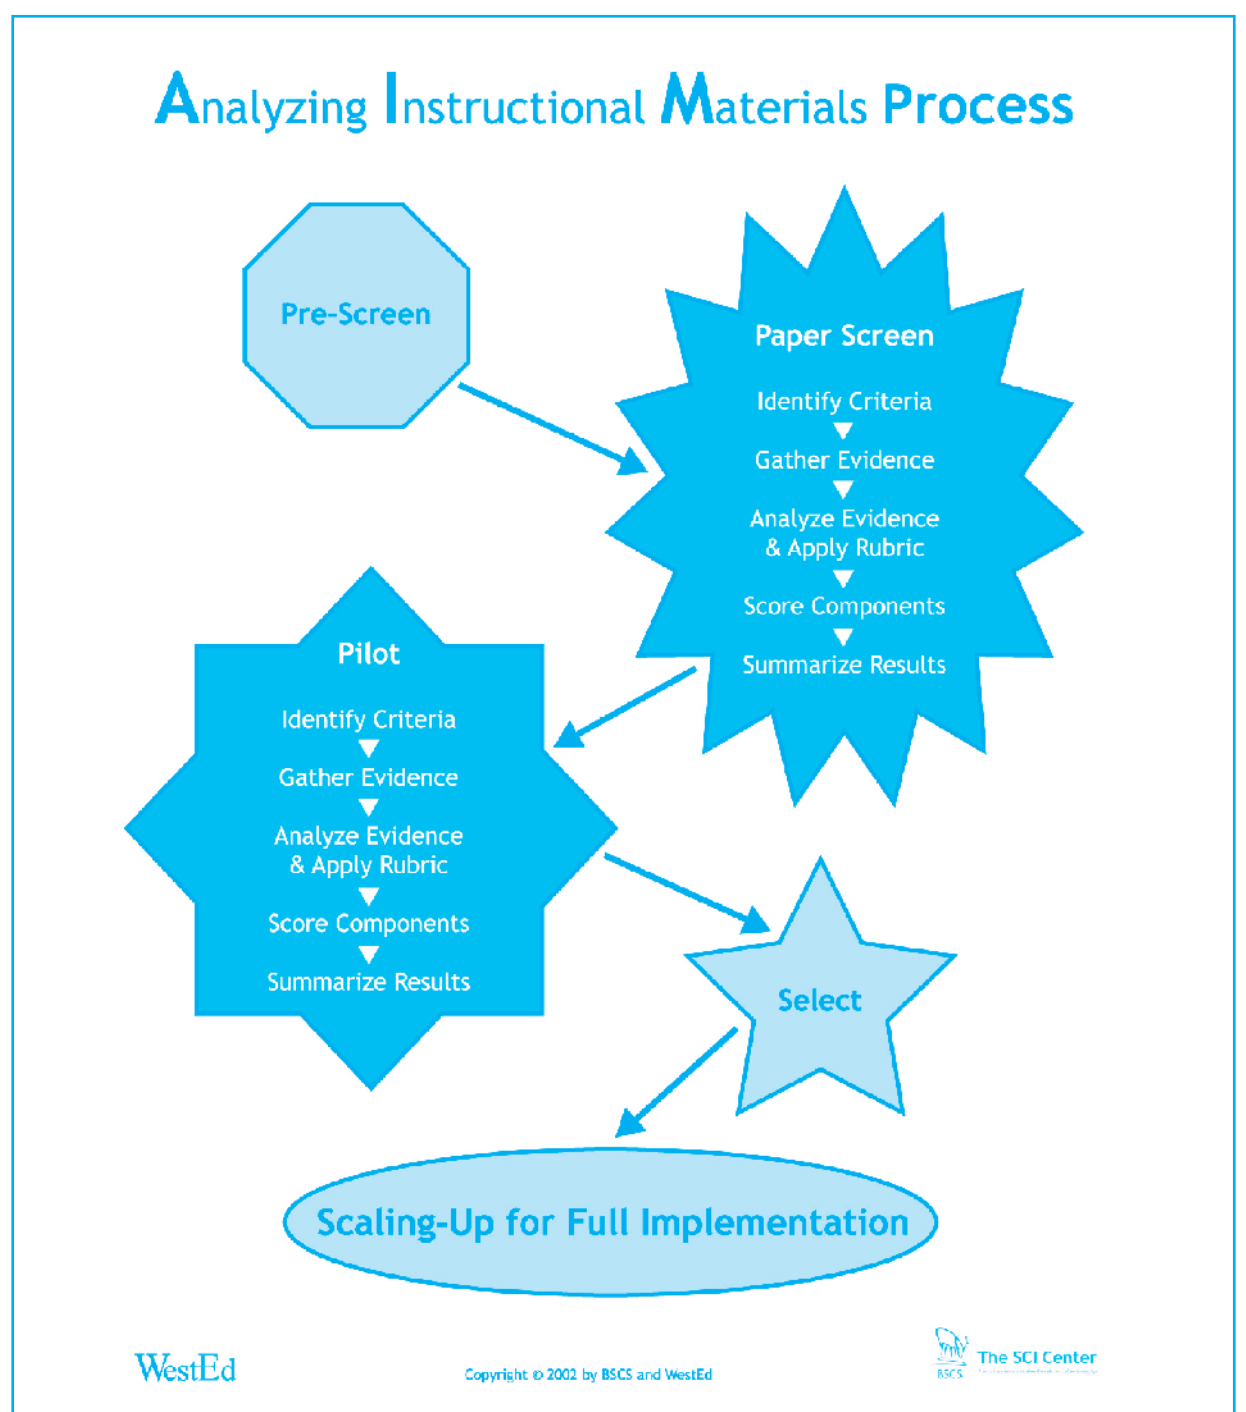 Analyzing Instructional Materials Process
Pre-Screen
Paper Screen
Identify Criteria
Gather Evidence
Analyze Evidence
& Apply Rubric
Score Components
Summarize Results
Pilot
Identify Criteria
Gather Evidence
Analyze Evidence
& Apply Rubric
Score Components
Summarize Results
Select
Scaling-Up for Full Implementation
WestEd
Copyright © 2002 by BSCS and WestEd
BSCS
The SCI Center